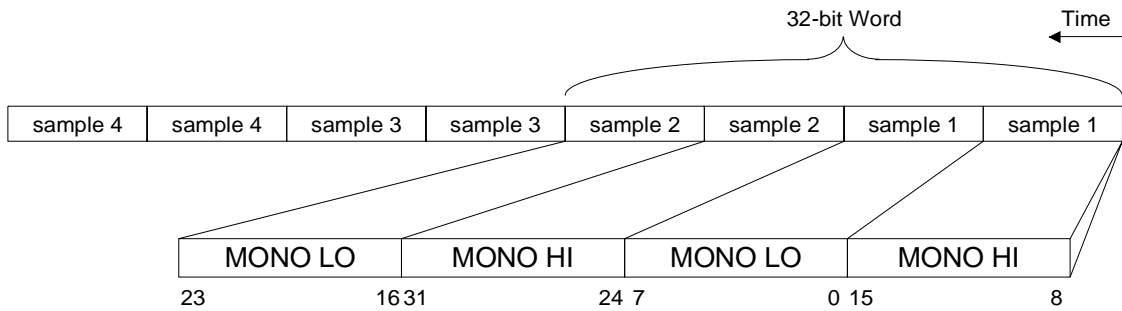 32-bit Word Time
sample 4 sample 4 sample 3 sample 3 sample 2 sample 2 sample 1 sample 1
MONO LO MONO HI MONO LO MONO HI
23 16 31 24 7 0 15 8